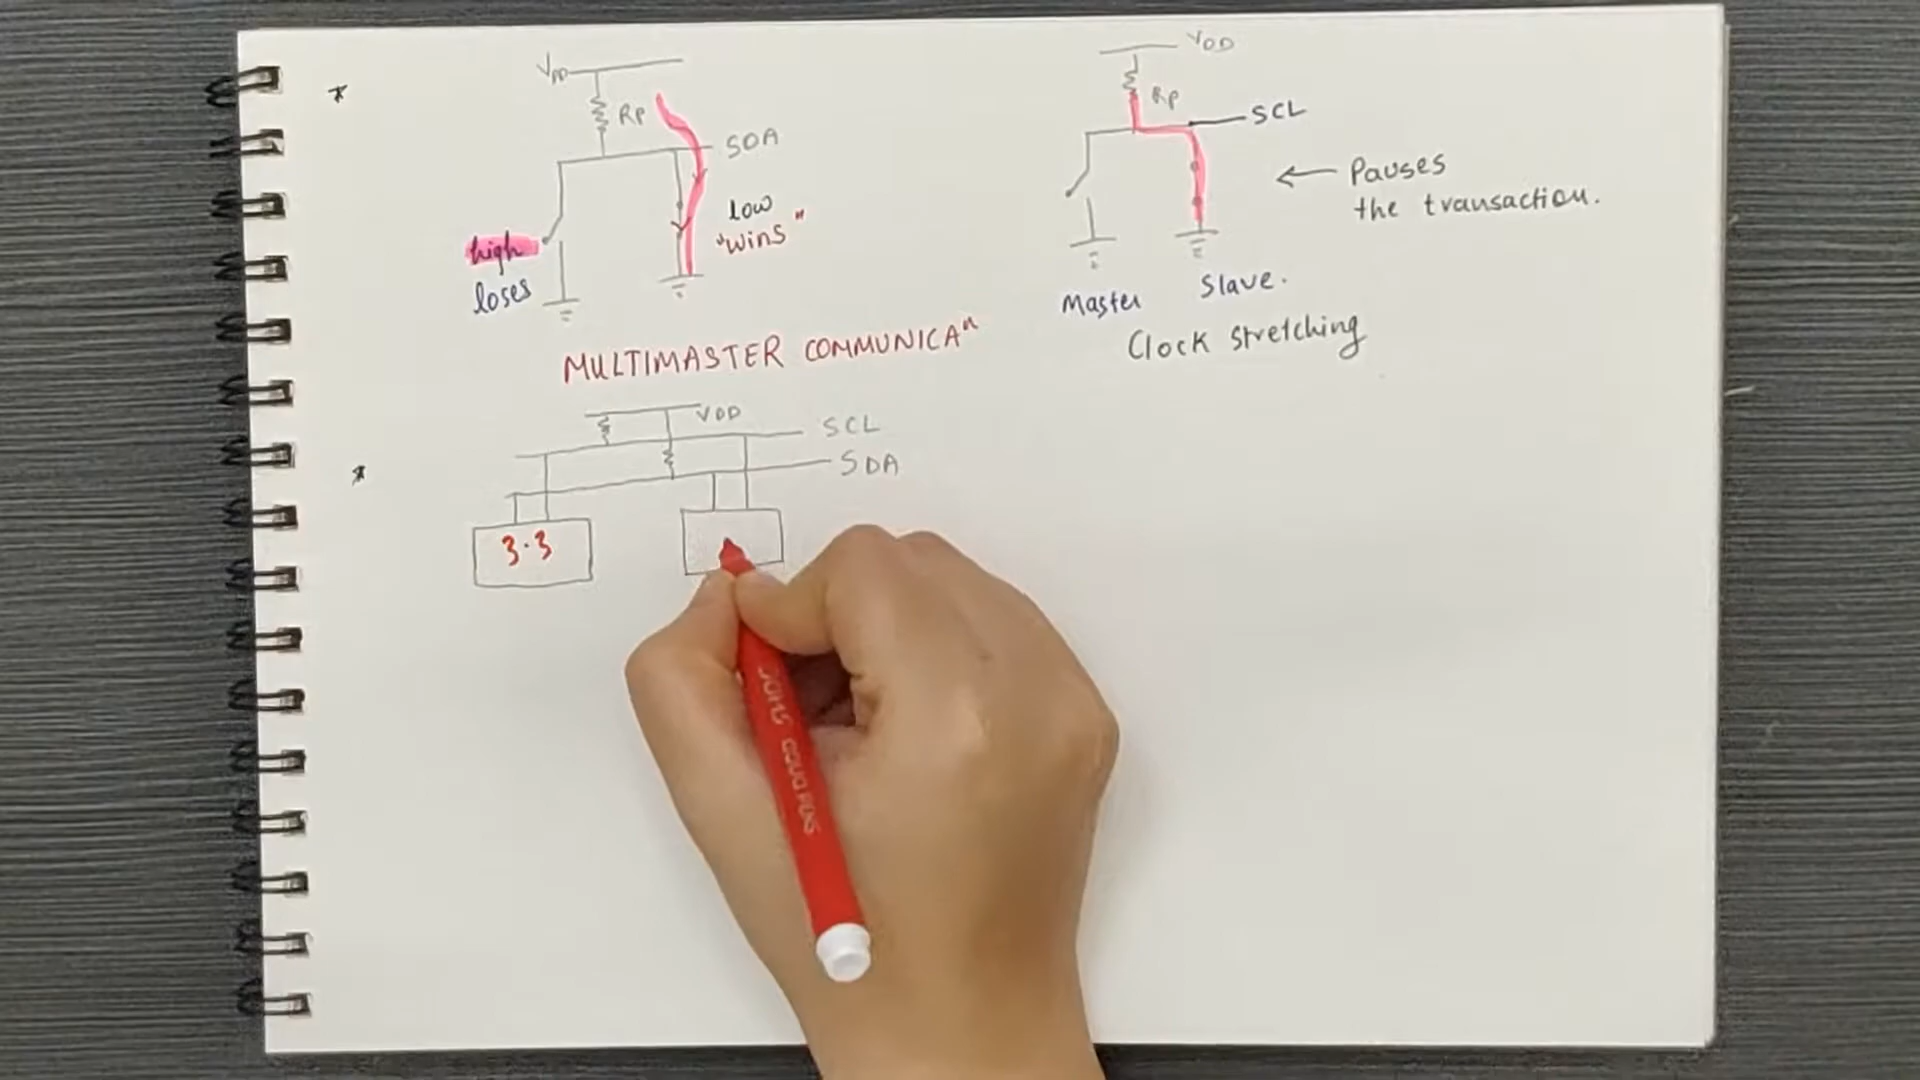 *
VDD
RP
SDA
high
loses
low
"wins"
MULTIMASTER COMMUNICAⁿ
VDD
RP
SCL
← Pauses
the transaction.
Master
Slave.
Clock stretching
*
VDD
SCL
SDA
3.3